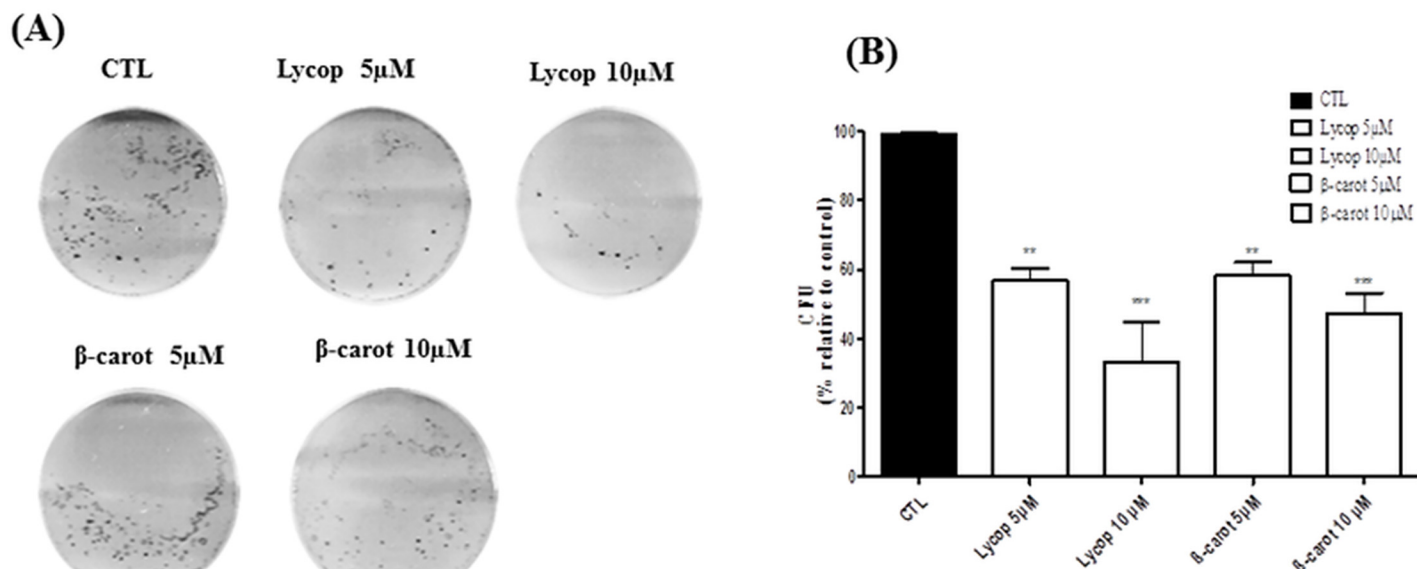 (A)
CTL
Lycop 5µM
Lycop 10µM
β-carot 5µM
β-carot 10µM
(B)
CTL
Lycop 5µM
Lycop 10µM
β-carot 5µM
β-carot 10µM
CFU
(% relative to control)
100
80
60
40
20
0
**
***
**
***
CTL
Lycop 5µM
Lycop 10 µM
β-carot 5µM
β-carot 10 µM